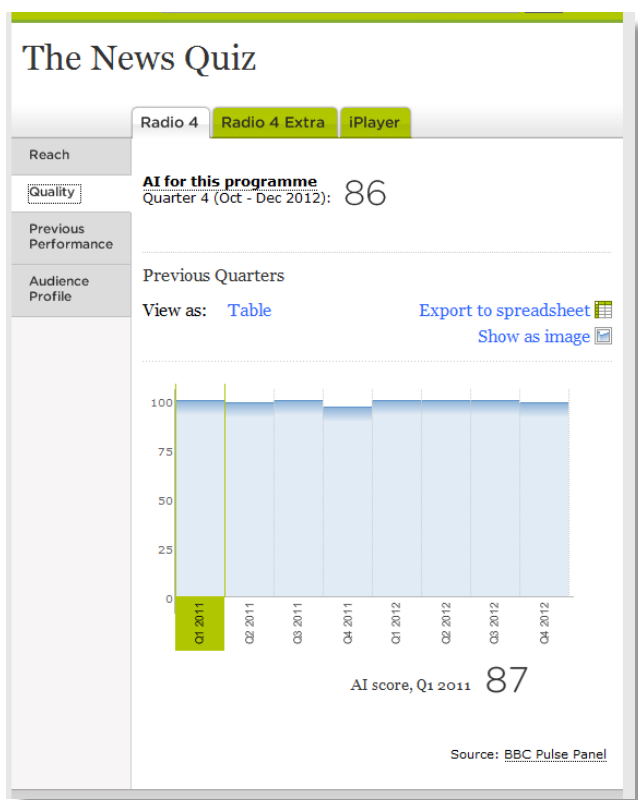 The News Quiz
Radio 4 Radio 4 Extra iPlayer
Reach
Quality
Previous
Performance
Audience
Profile
AI for this programme
Quarter 4 (Oct - Dec 2012): 86
Previous Quarters
View as: Table
Export to spreadsheet
Show as image
100
75
50
25
0
Q1 2011
Q2 2011
Q3 2011
Q4 2011
Q1 2012
Q2 2012
Q3 2012
Q4 2012
AI score, Q1 2011 87
Source: BBC Pulse Panel